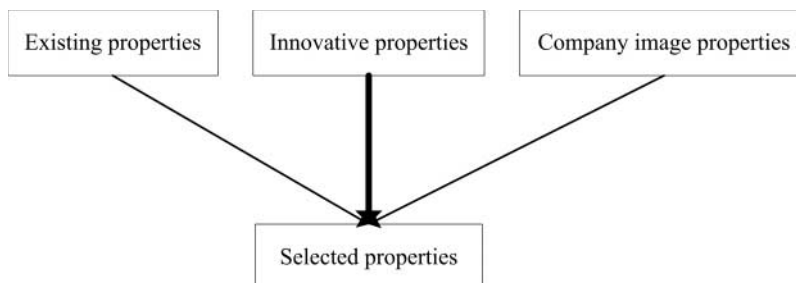 Existing properties
Innovative properties
Company image properties
Selected properties